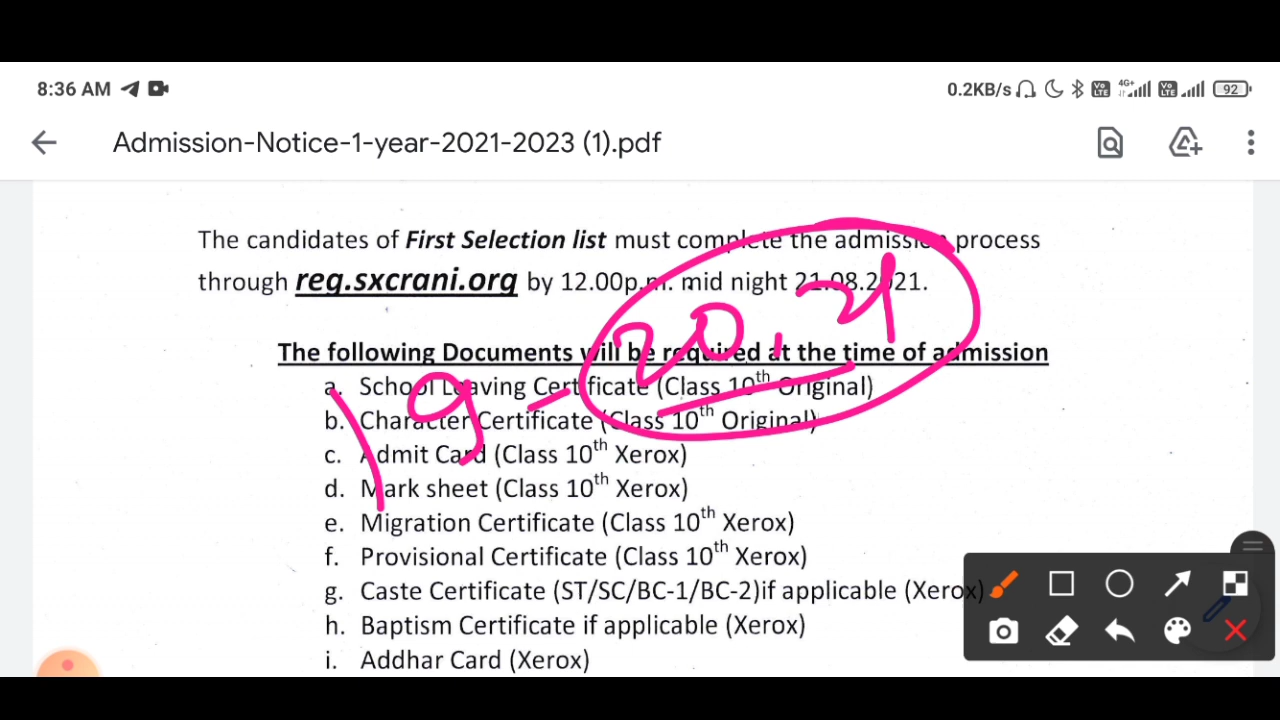 8:36 AM
0.2KB/s 4G+ 92
Admission-Notice-1-year-2021-2023 (1).pdf
The candidates of First Selection list must complete the admission process
through reg.sxcrani.org by 12.00p.m. mid night 21.08.2021.
19-20, 21
The following Documents will be required at the time of admission
a. School Leaving Certificate (Class 10th Original)
b. Character Certificate (Class 10th Original)
c. Admit Card (Class 10th Xerox)
d. Mark sheet (Class 10th Xerox)
e. Migration Certificate (Class 10th Xerox)
f. Provisional Certificate (Class 10th Xerox)
g. Caste Certificate (ST/SC/BC-1/BC-2)if applicable (Xerox)
h. Baptism Certificate if applicable (Xerox)
i. Addhar Card (Xerox)